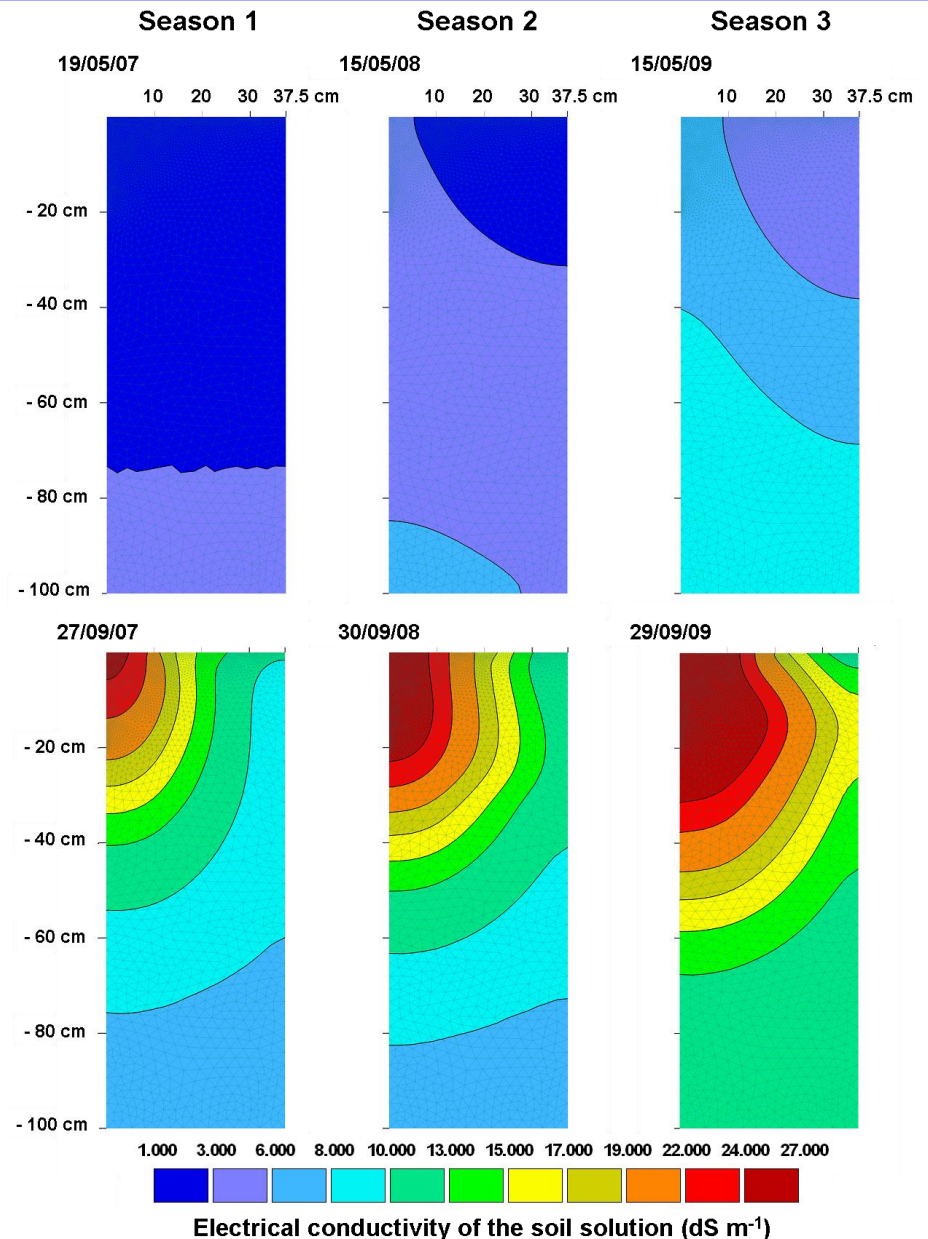 Season 1 Season 2 Season 3
19/05/07 15/05/08 15/05/09
10 20 30 37.5 cm 10 20 30 37.5 cm 10 20 30 37.5 cm
- 20 cm
- 40 cm
- 60 cm
- 80 cm
- 100 cm
27/09/07 30/09/08 29/09/09
- 20 cm
- 40 cm
- 60 cm
- 80 cm
- 100 cm
1.000 3.000 6.000 8.000 10.000 13.000 15.000 17.000 19.000 22.000 24.000 27.000
Electrical conductivity of the soil solution (dS m⁻¹)